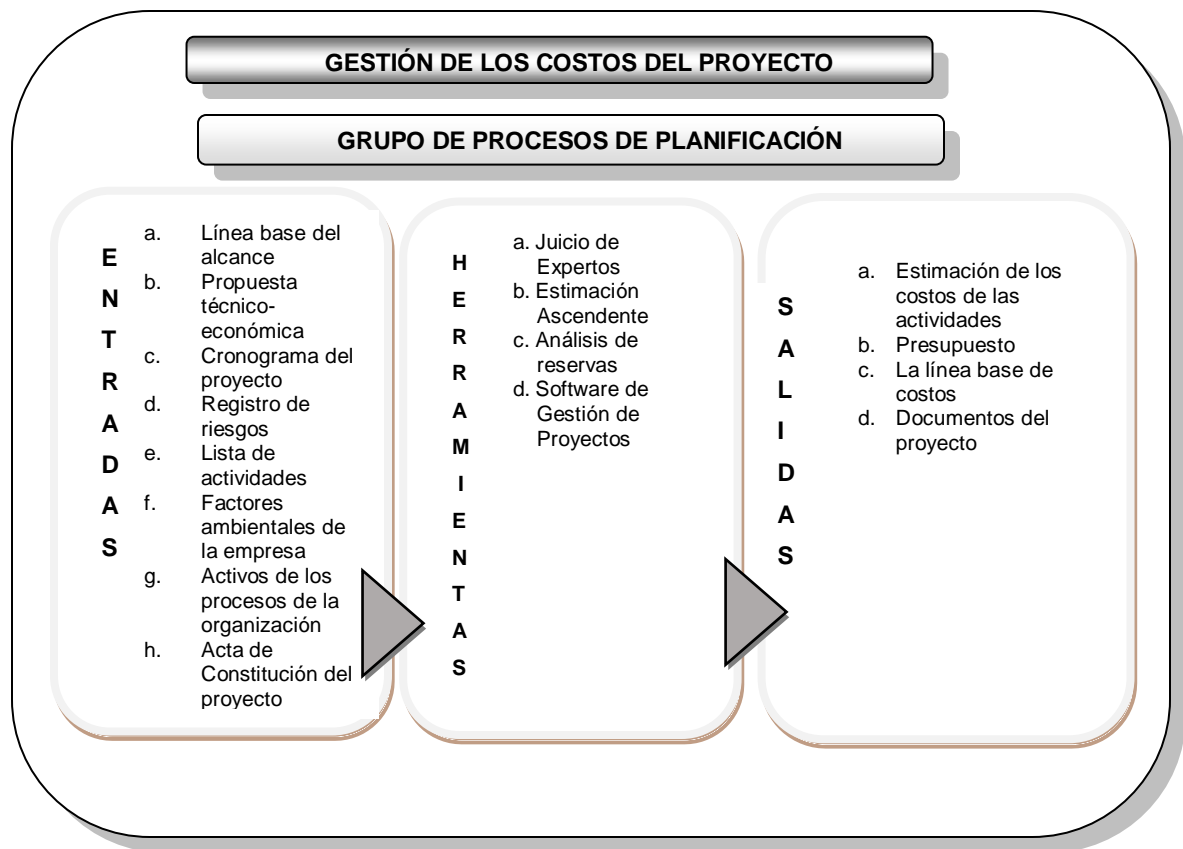 GESTIÓN DE LOS COSTOS DEL PROYECTO
GRUPO DE PROCESOS DE PLANIFICACIÓN
ENTRADAS
a. Línea base del
alcance
b. Propuesta
técnico-
económica
c. Cronograma del
proyecto
d. Registro de
riesgos
e. Lista de
actividades
f. Factores
ambientales de
la empresa
g. Activos de los
procesos de la
organización
h. Acta de
Constitución del
proyecto
HERRAMIENTAS
a. Juicio de
Expertos
b. Estimación
Ascendente
c. Análisis de
reservas
d. Software de
Gestión de
Proyectos
SALIDAS
a. Estimación de los
costos de las
actividades
b. Presupuesto
c. La línea base de
costos
d. Documentos del
proyecto